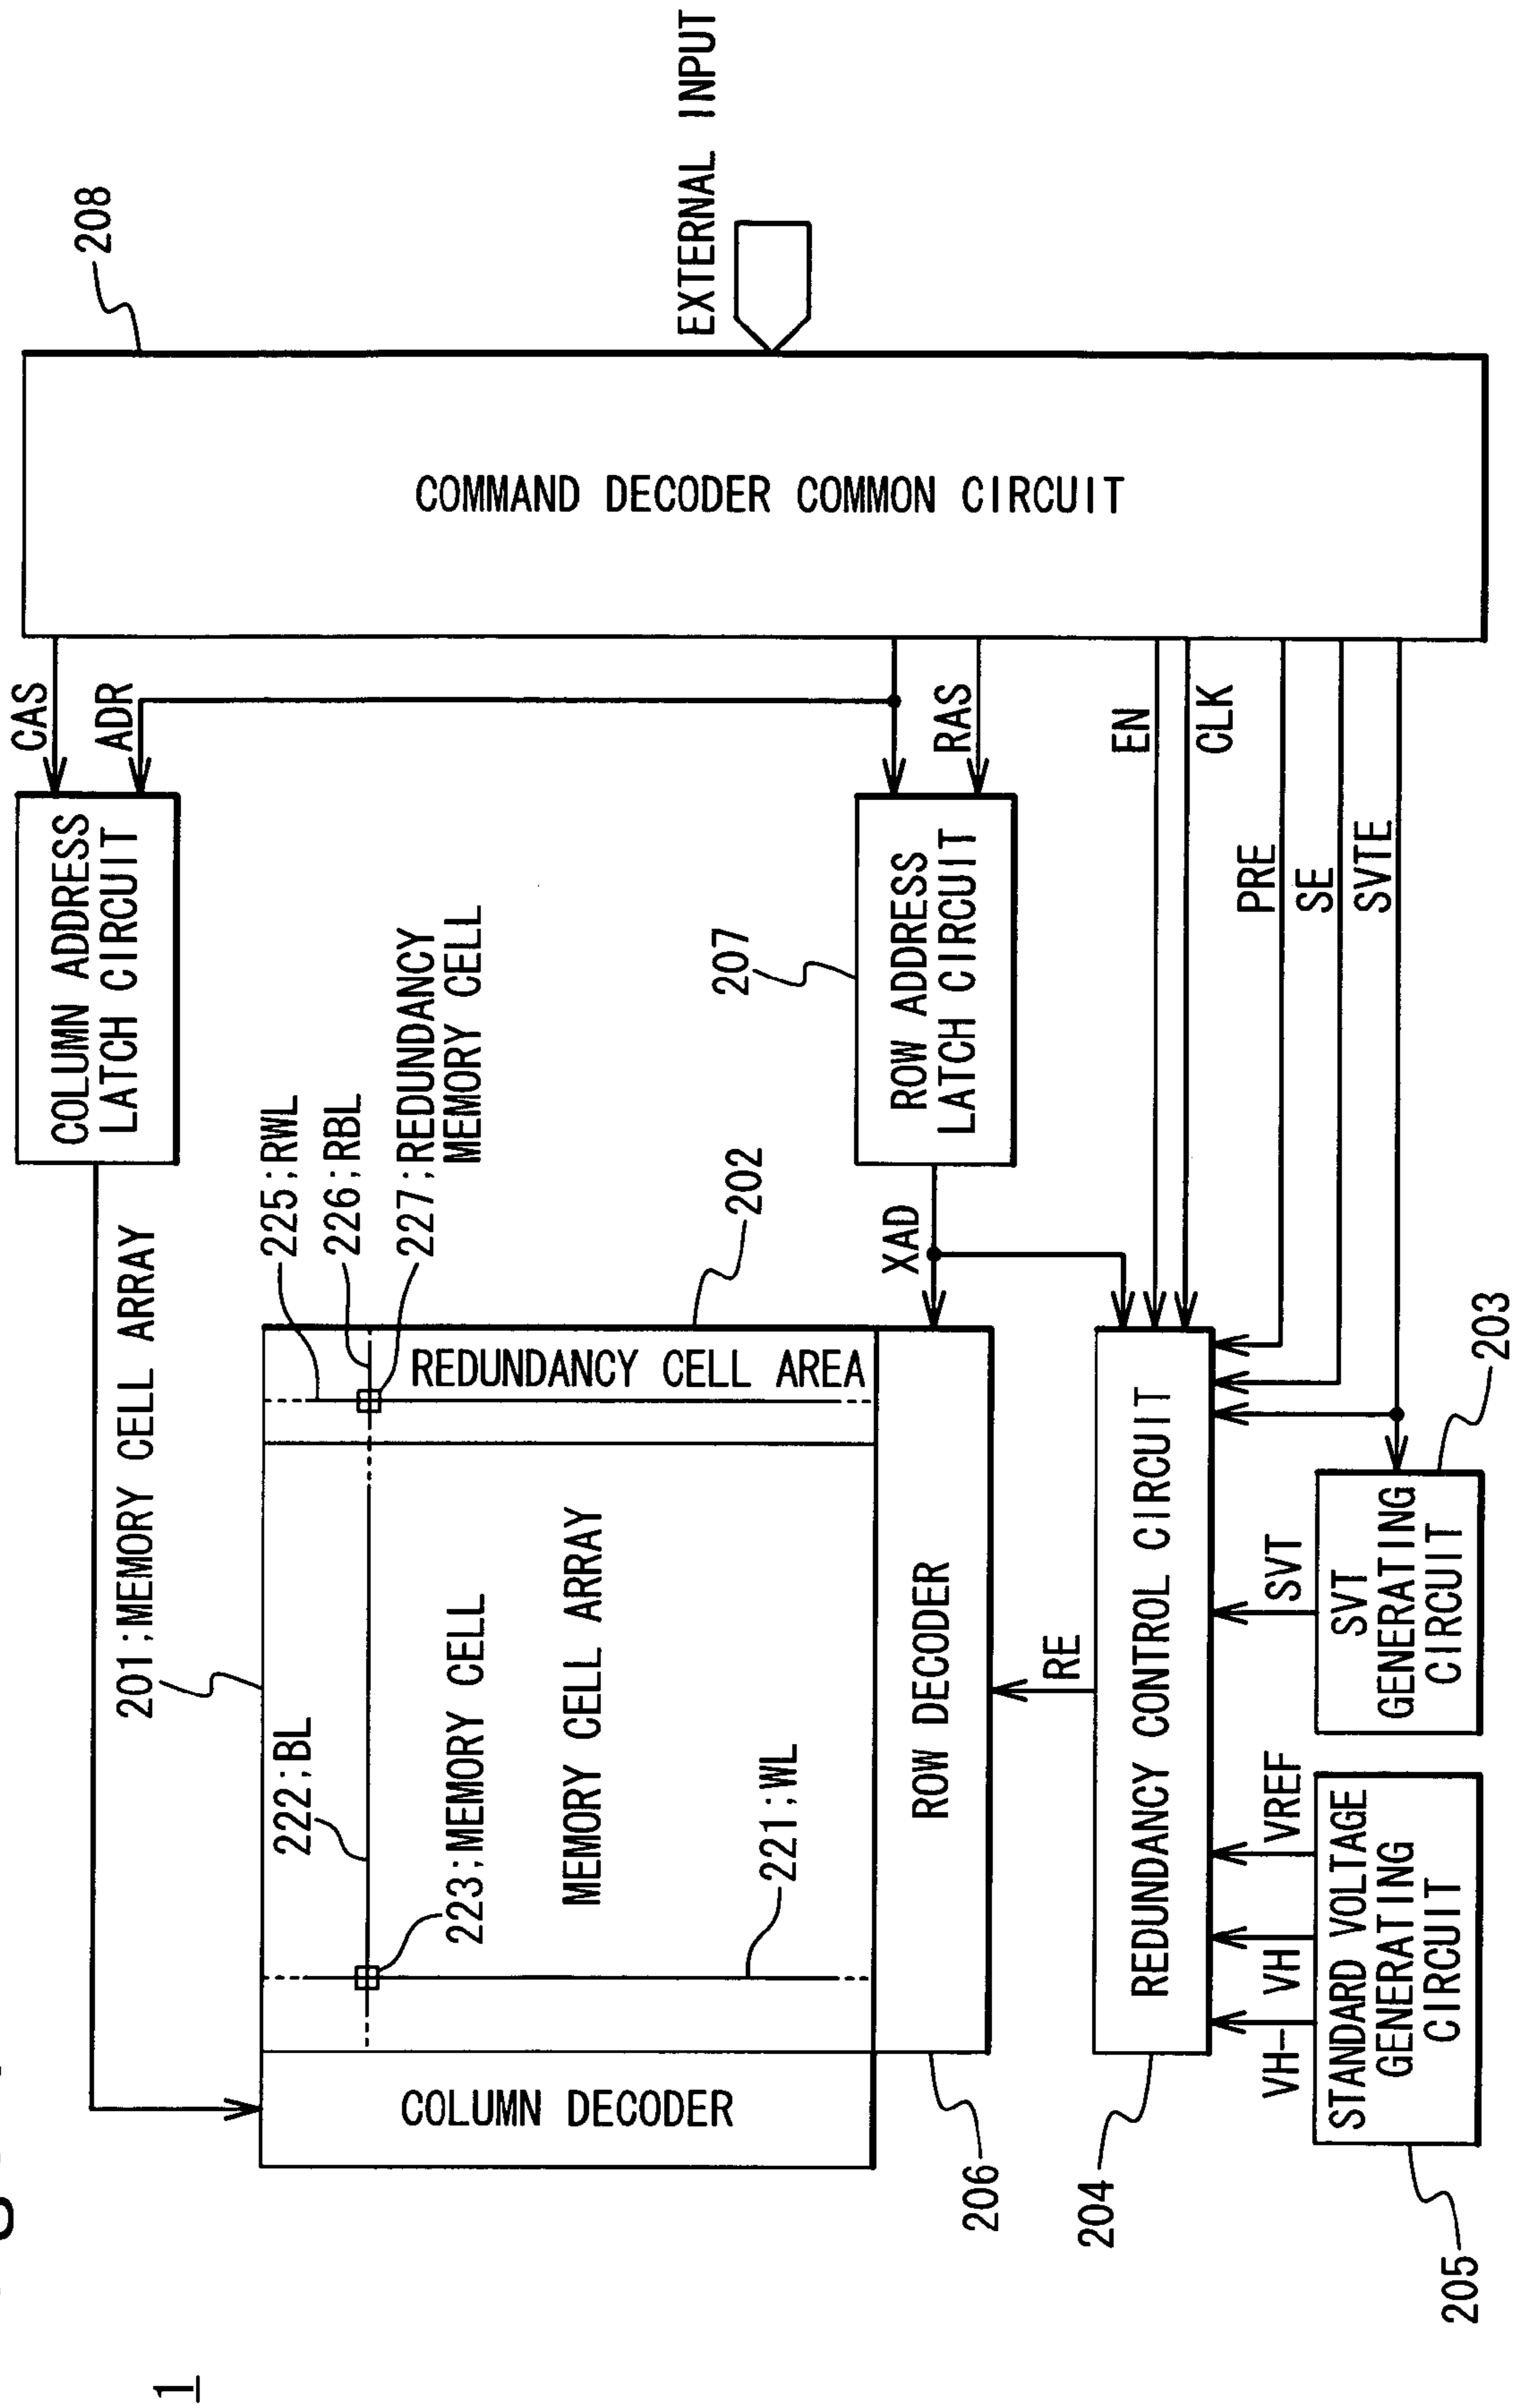 1
EXTERNAL INPUT
208
COMMAND DECODER COMMON CIRCUIT
CAS
ADR
RAS
EN
CLK
PRE
SE
SVTE
COLUMN ADDRESS
LATCH CIRCUIT
207
ROW ADDRESS
LATCH CIRCUIT
XAD
201;MEMORY CELL ARRAY
225;RWL
226;RBL
227;REDUNDANCY
MEMORY CELL
202
REDUNDANCY CELL AREA
222;BL
223;MEMORY CELL
MEMORY CELL ARRAY
221;WL
COLUMN DECODER
ROW DECODER
206
RE
REDUNDANCY CONTROL CIRCUIT
204
VH-
VH
VREF
SVT
STANDARD VOLTAGE
GENERATING
CIRCUIT
205
SVT
GENERATING
CIRCUIT
203